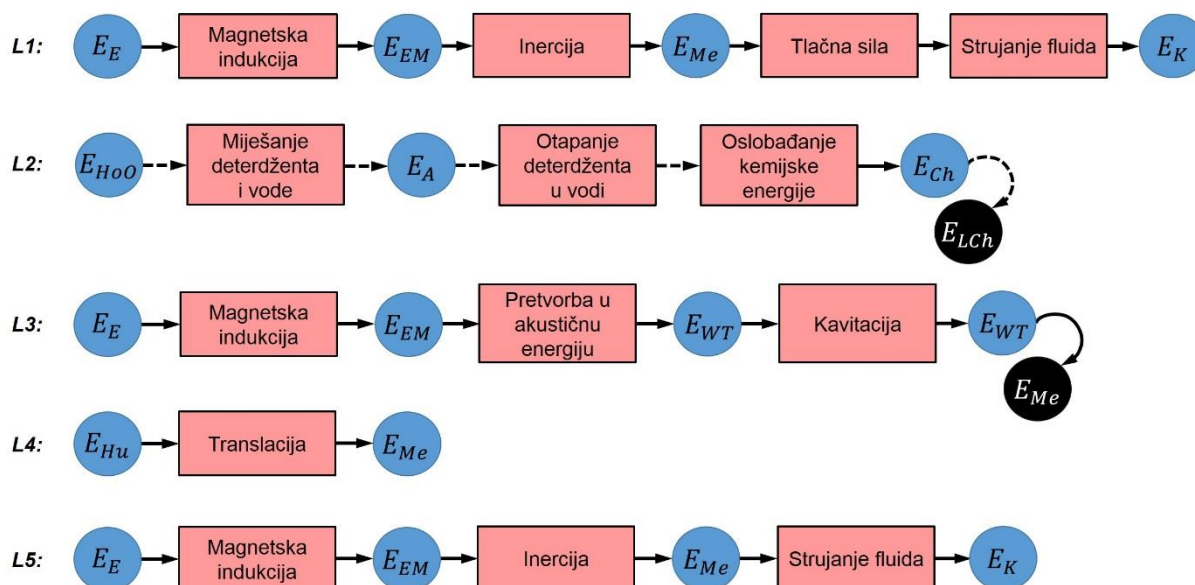 L1: E_E Magnetska indukcija E_EM Inercija E_Me Tlačna sila Strujanje fluida E_K
L2: E_HoO Miješanje deterdženta i vode E_A Otapanje deterdženta u vodi Oslobađanje kemijske energije E_Ch
E_LCh
L3: E_E Magnetska indukcija E_EM Pretvorba u akustičnu energiju E_WT Kavitacija E_WT
E_Me
L4: E_Hu Translacija E_Me
L5: E_E Magnetska indukcija E_EM Inercija E_Me Strujanje fluida E_K